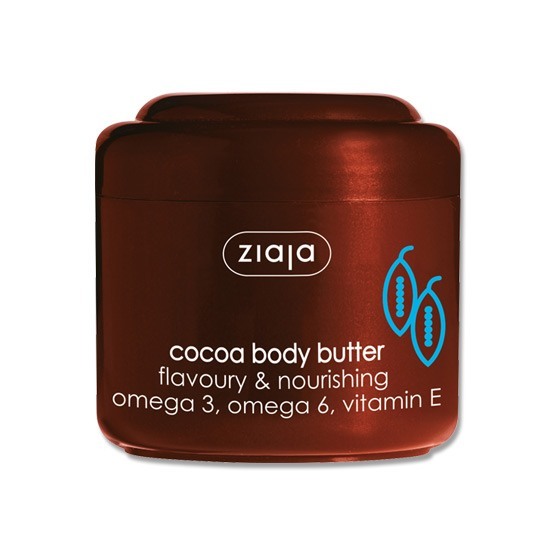 ziaja
cocoa body butter
flavoury & nourishing
omega 3, omega 6, vitamin E